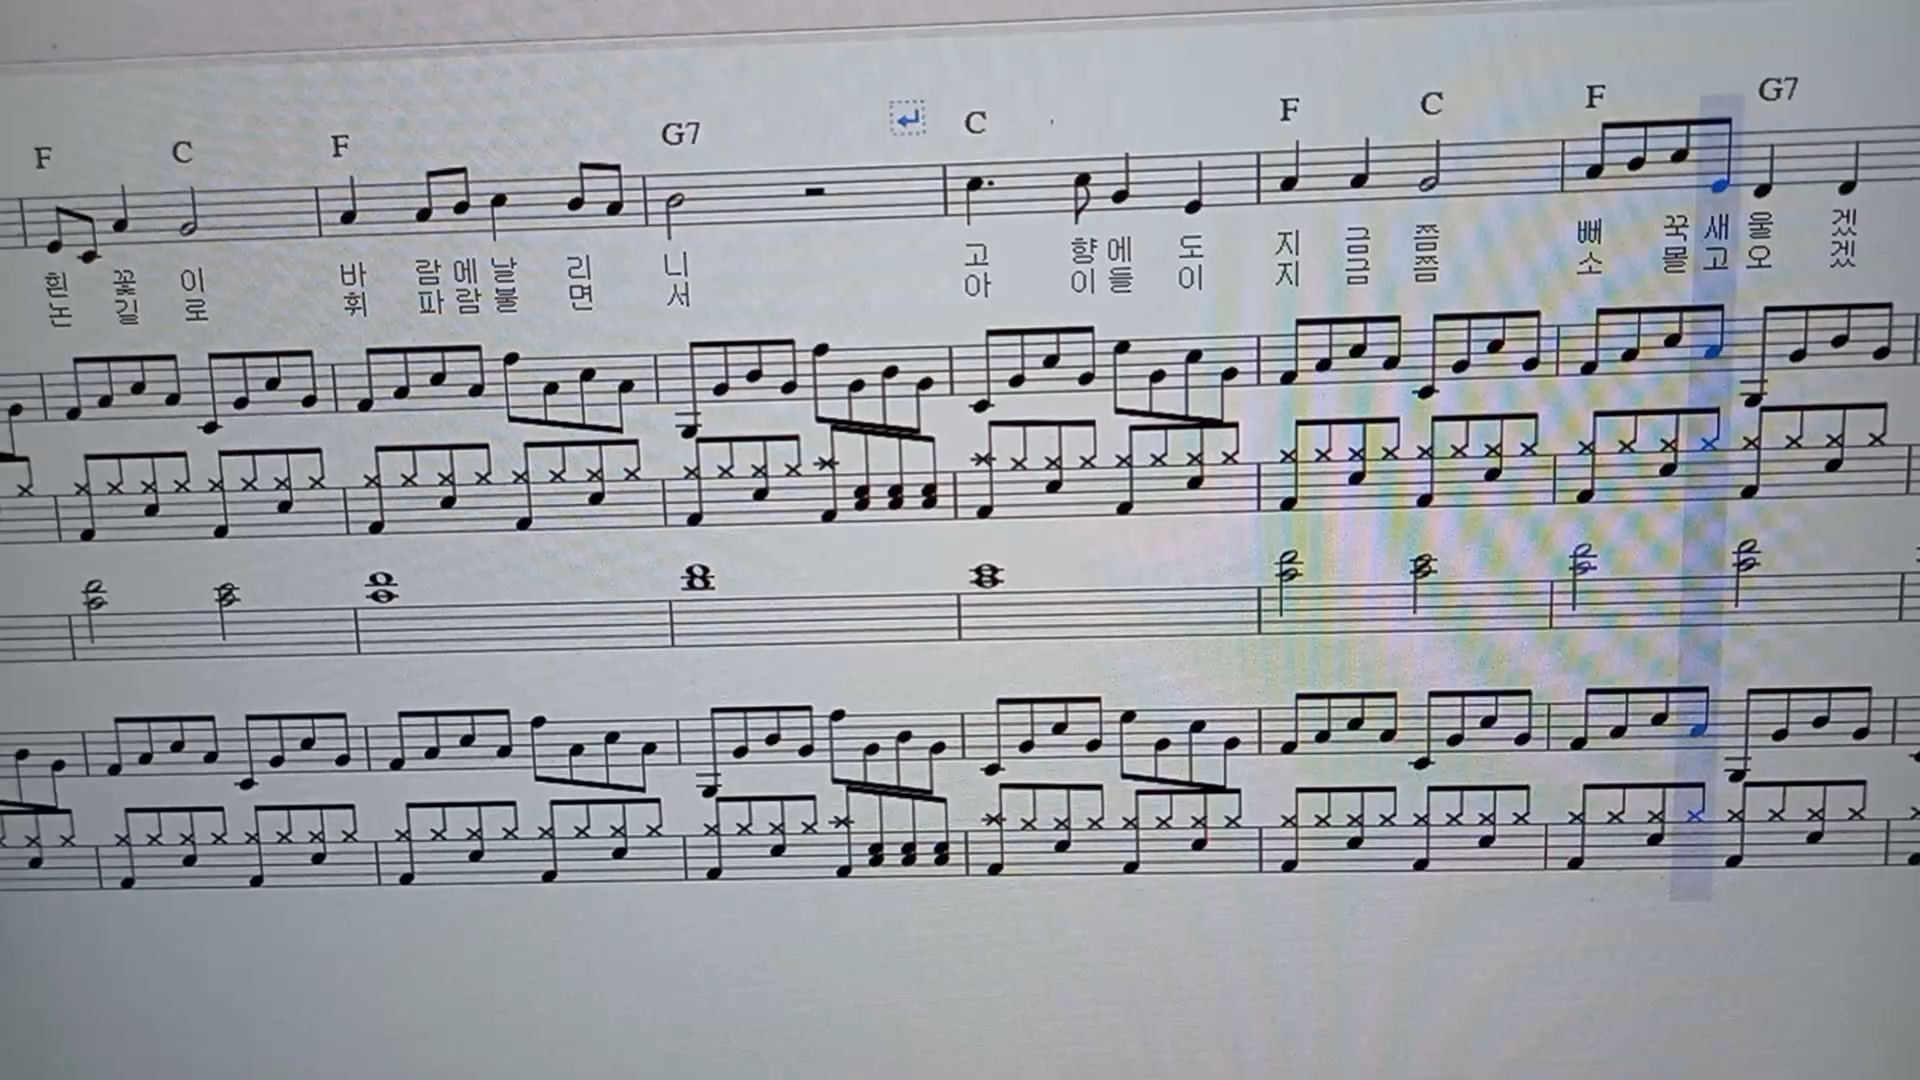 F C F G7 C F C F G7
흰 꽃 이 바 람 에 날 리 니 고 향 에 도 지 금 쯤 뻐 꾹 새 울 겠
논 길 로 휘 파 람 불 면 서 아 이 들 이 지 금 쯤 소 몰 고 오 겠